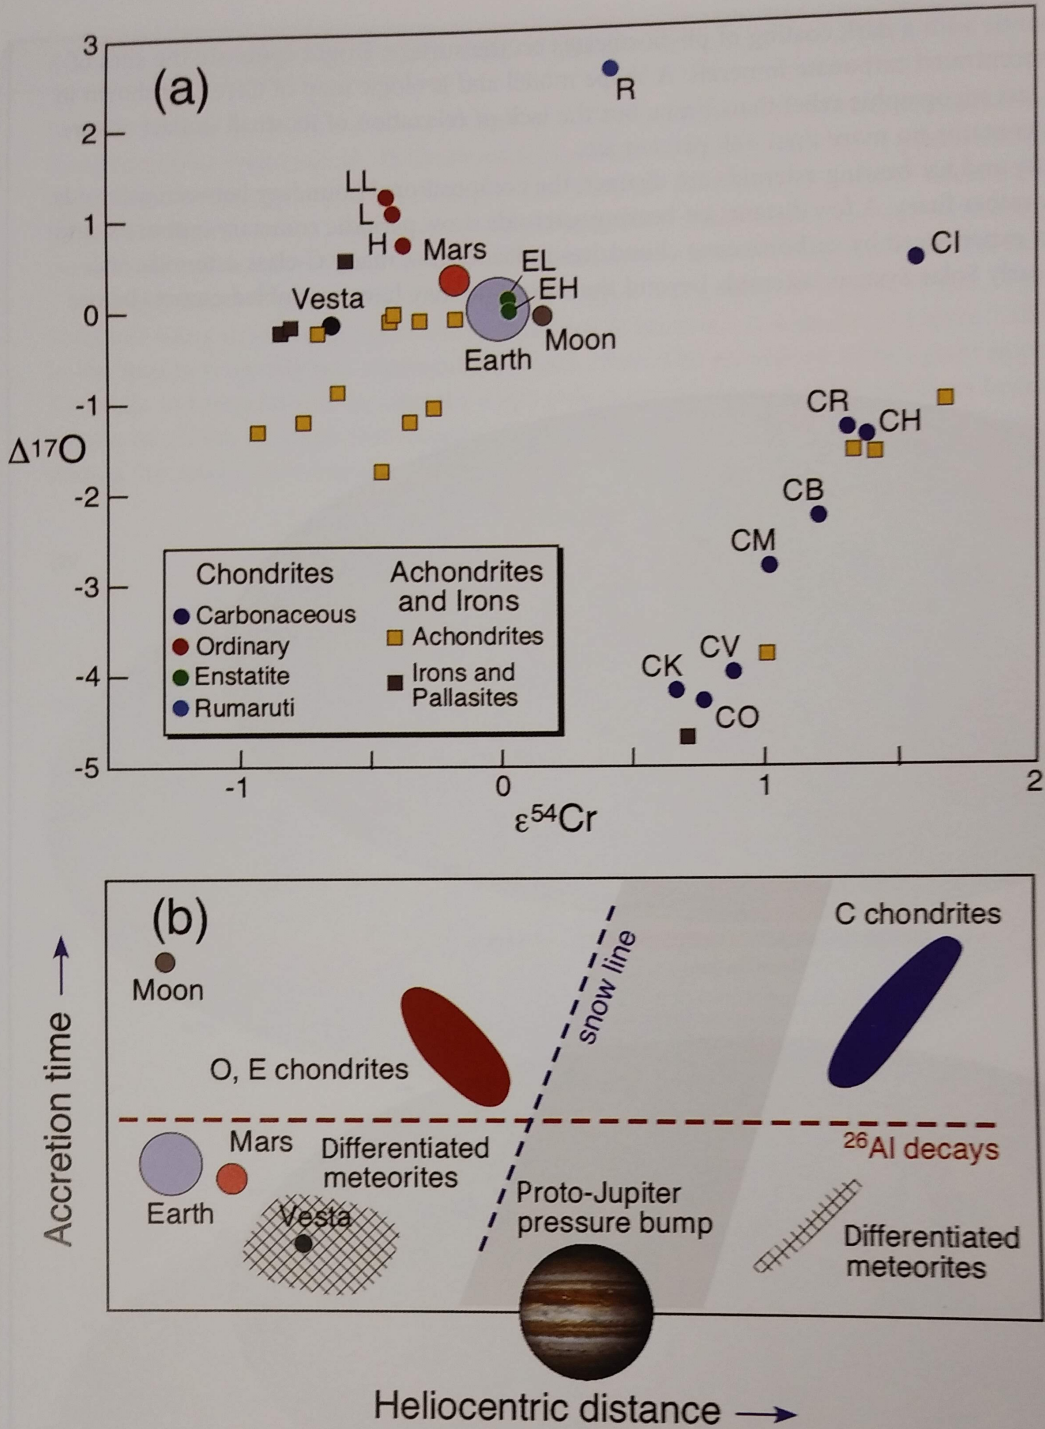 (a)
3
2
1
0
-1
-2
-3
-4
-5
Δ¹⁷O
R
LL
L
H
Mars
EL
EH
CI
Vesta
Moon
Earth
CR
CH
CB
CM
CV
CK
CO
Chondrites
Carbonaceous
Ordinary
Enstatite
Rumaruti
Achondrites
and Irons
Achondrites
Irons and
Pallasites
-1
0
1
2
ε⁵⁴Cr
(b)
C chondrites
Moon
snow line
O, E chondrites
²⁶Al decays
Mars
Differentiated
meteorites
Earth
Vesta
Proto-Jupiter
pressure bump
Differentiated
meteorites
Accretion time
Heliocentric distance